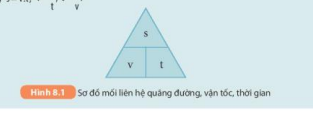 t v
s
v t
Hình 8.1 Sơ đồ mối liên hệ quãng đường, vận tốc, thời gian